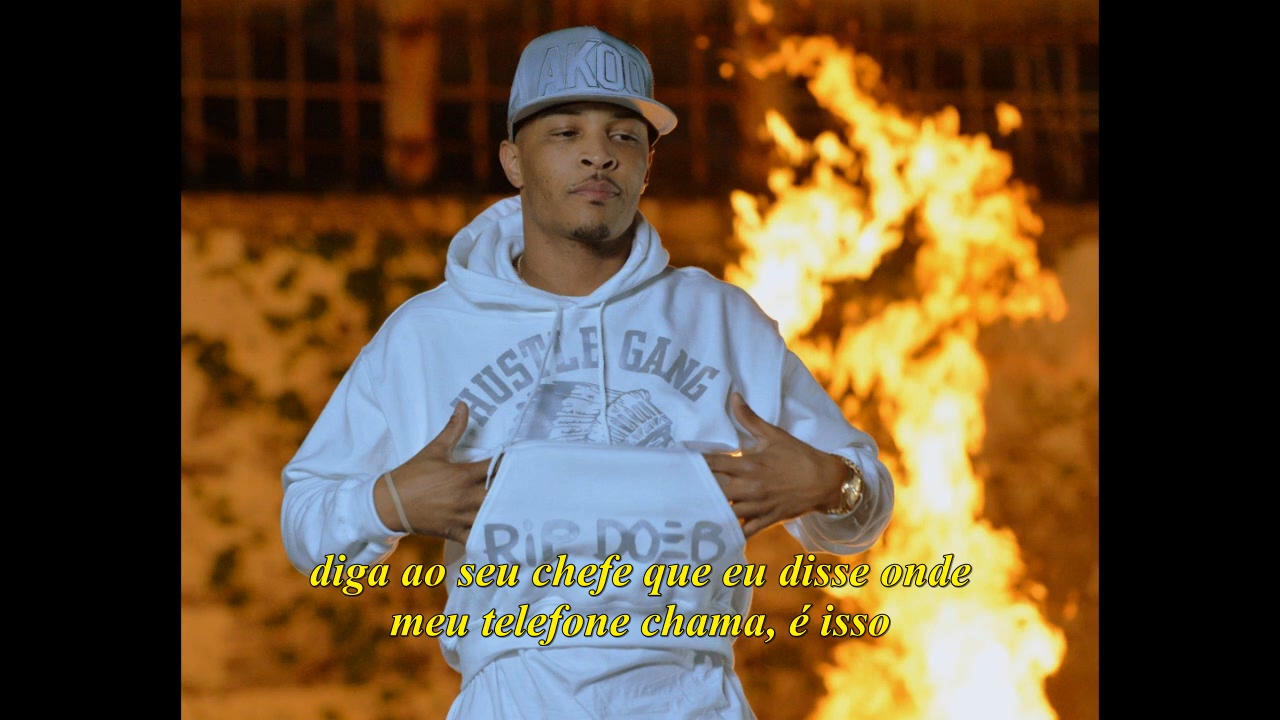 AKOO
HUSTLE GANG
RIP DOE B
diga ao seu chefe que eu disse onde
meu telefone chama, é isso